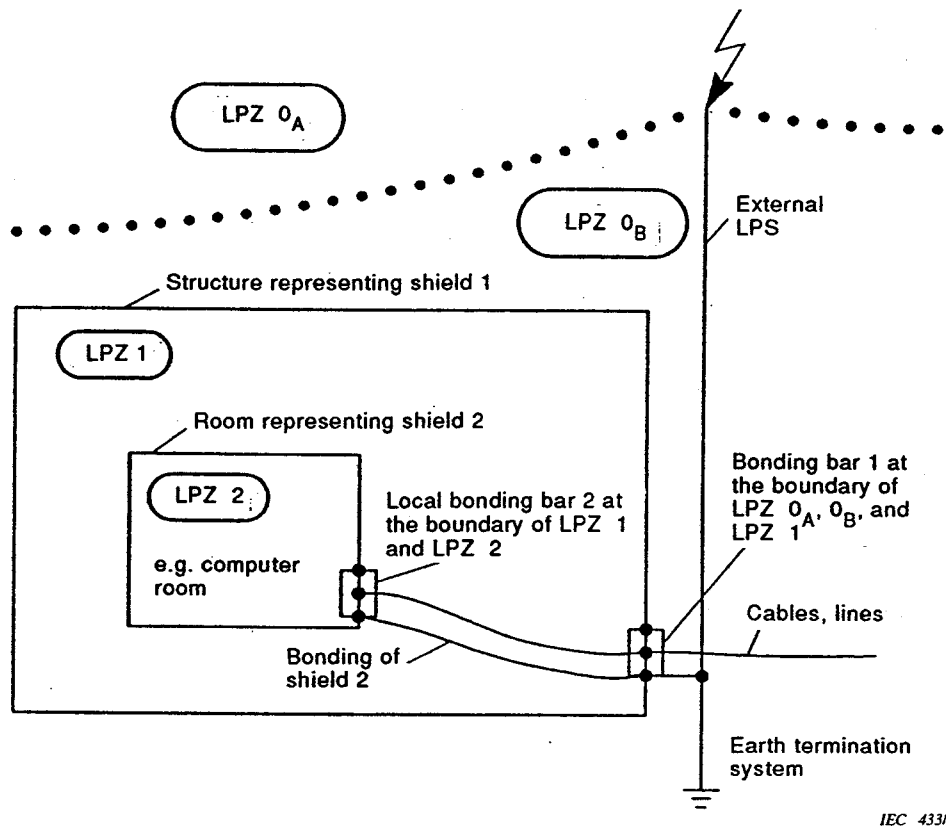 LPZ 0A
LPZ 0B
External
LPS
Structure representing shield 1
LPZ 1
Room representing shield 2
LPZ 2
e.g. computer
room
Local bonding bar 2 at
the boundary of LPZ 1
and LPZ 2
Bonding bar 1 at
the boundary of
LPZ 0A, 0B, and
LPZ 1
Cables, lines
Bonding of
shield 2
Earth termination
system
IEC